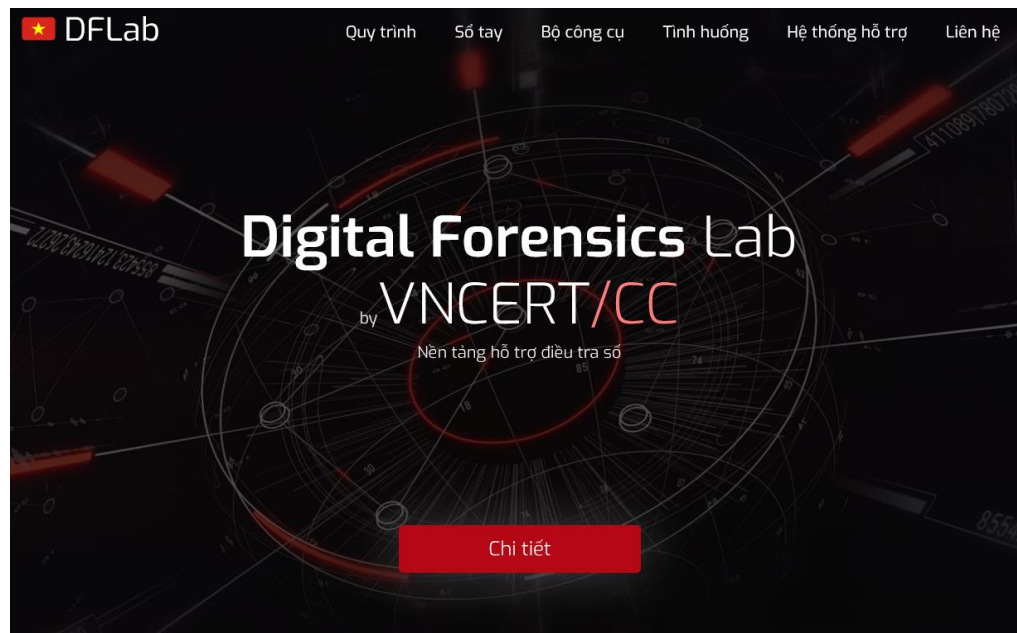 DFLab
Quy trình Sổ tay Bộ công cụ Tình huống Hệ thống hỗ trợ Liên hệ
Digital Forensics Lab
by VNCERT/CC
Nền tảng hỗ trợ điều tra số
Chi tiết